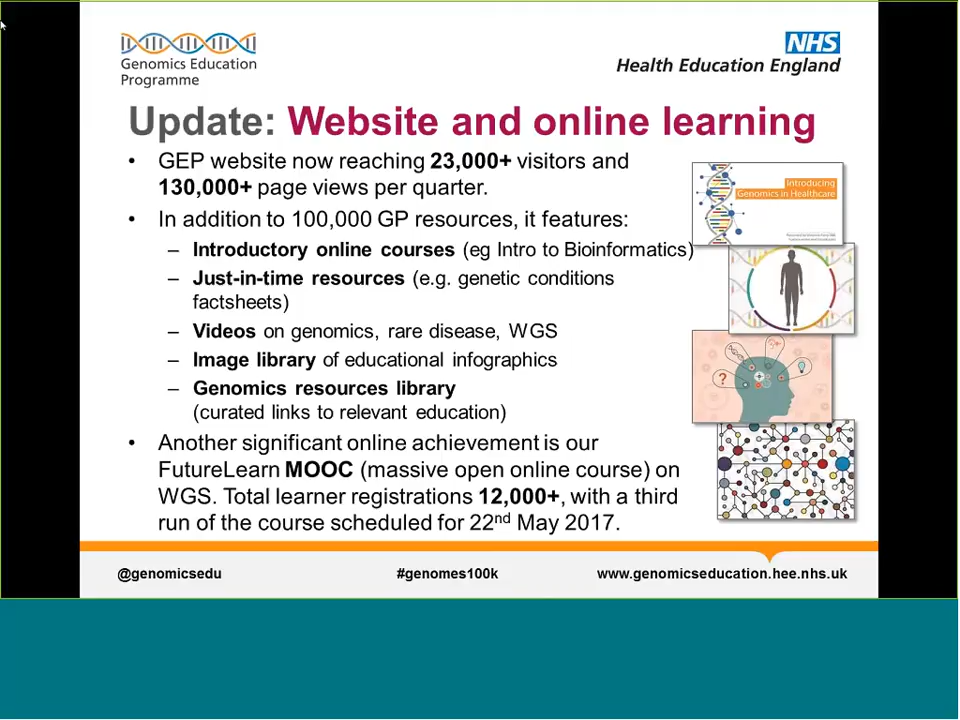 Genomics Education
Programme
NHS
Health Education England
Update: Website and online learning
• GEP website now reaching 23,000+ visitors and
130,000+ page views per quarter.
• In addition to 100,000 GP resources, it features:
– Introductory online courses (eg Intro to Bioinformatics)
– Just-in-time resources (e.g. genetic conditions
factsheets)
– Videos on genomics, rare disease, WGS
– Image library of educational infographics
– Genomics resources library
(curated links to relevant education)
• Another significant online achievement is our
FutureLearn MOOC (massive open online course) on
WGS. Total learner registrations 12,000+, with a third
run of the course scheduled for 22nd May 2017.
Introducing
Genomics in Healthcare
?
@genomicsedu
#genomes100k
www.genomicseducation.hee.nhs.uk